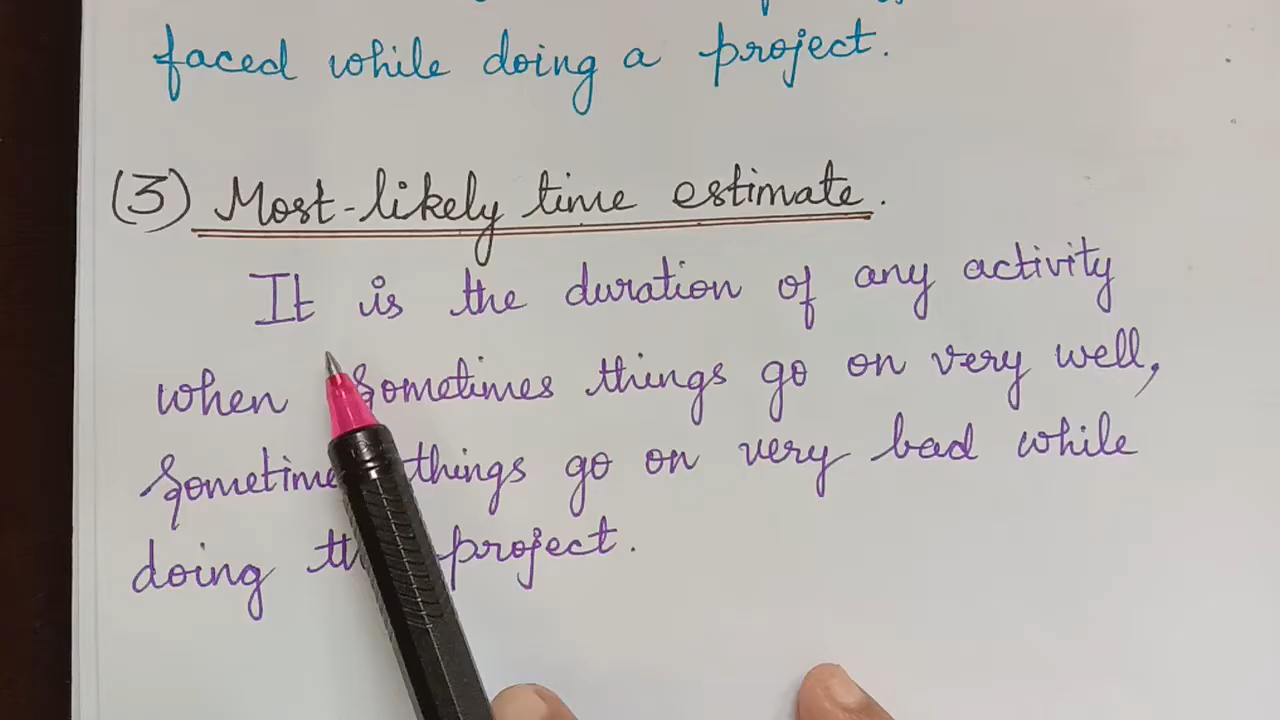 faced while doing a project.
(3) Most-likely time estimate.
It is the duration of any activity
when sometimes things go on very well,
sometime things go on very bad while
doing project.